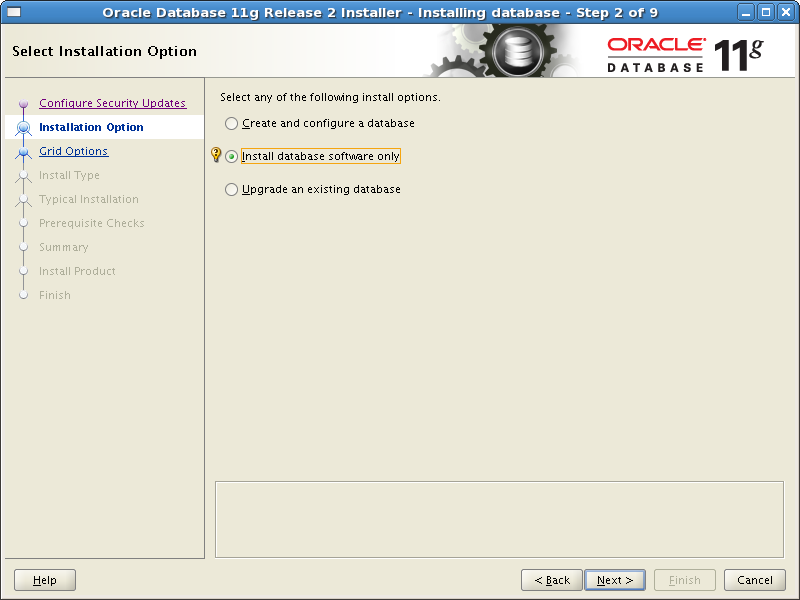 Oracle Database 11g Release 2 Installer - Installing database - Step 2 of 9
Select Installation Option
ORACLE
DATABASE 11g
Configure Security Updates
Installation Option
Grid Options
Install Type
Typical Installation
Prerequisite Checks
Summary
Install Product
Finish
Select any of the following install options.
Create and configure a database
Install database software only
Upgrade an existing database
Help
< Back
Next >
Finish
Cancel